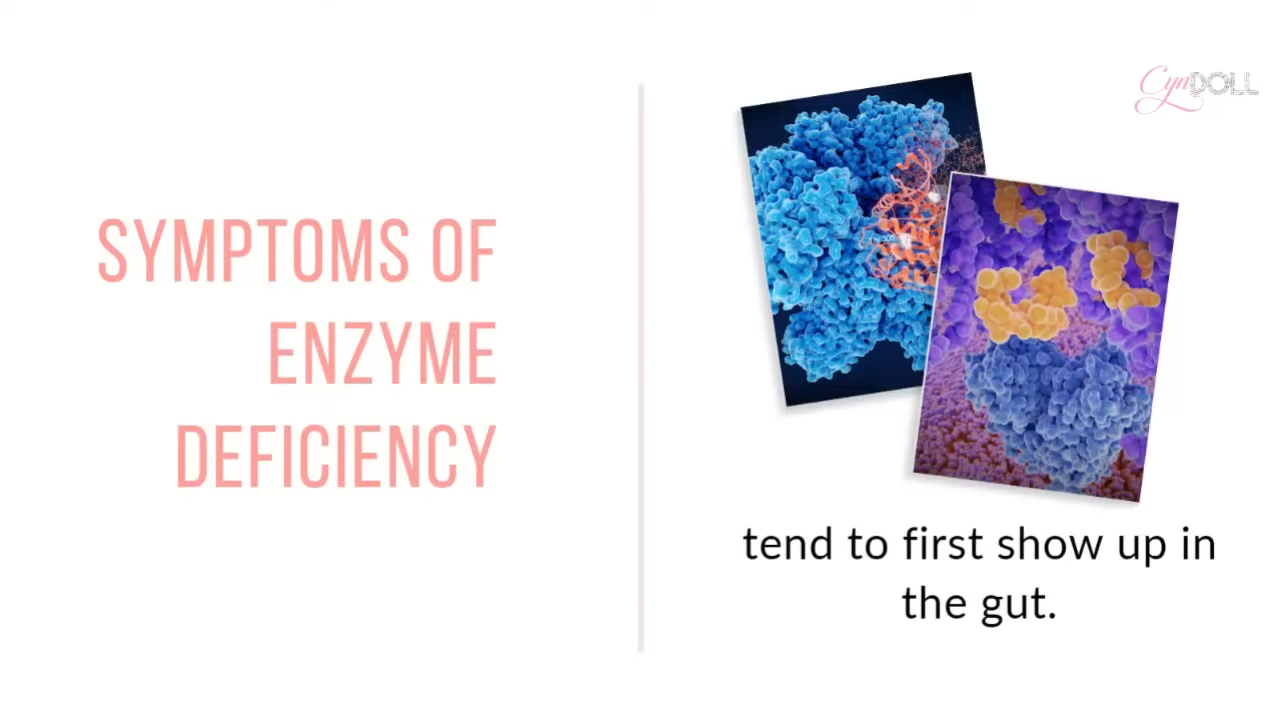 SYMPTOMS OF
ENZYME
DEFICIENCY
CynDOLL
tend to first show up in
the gut.